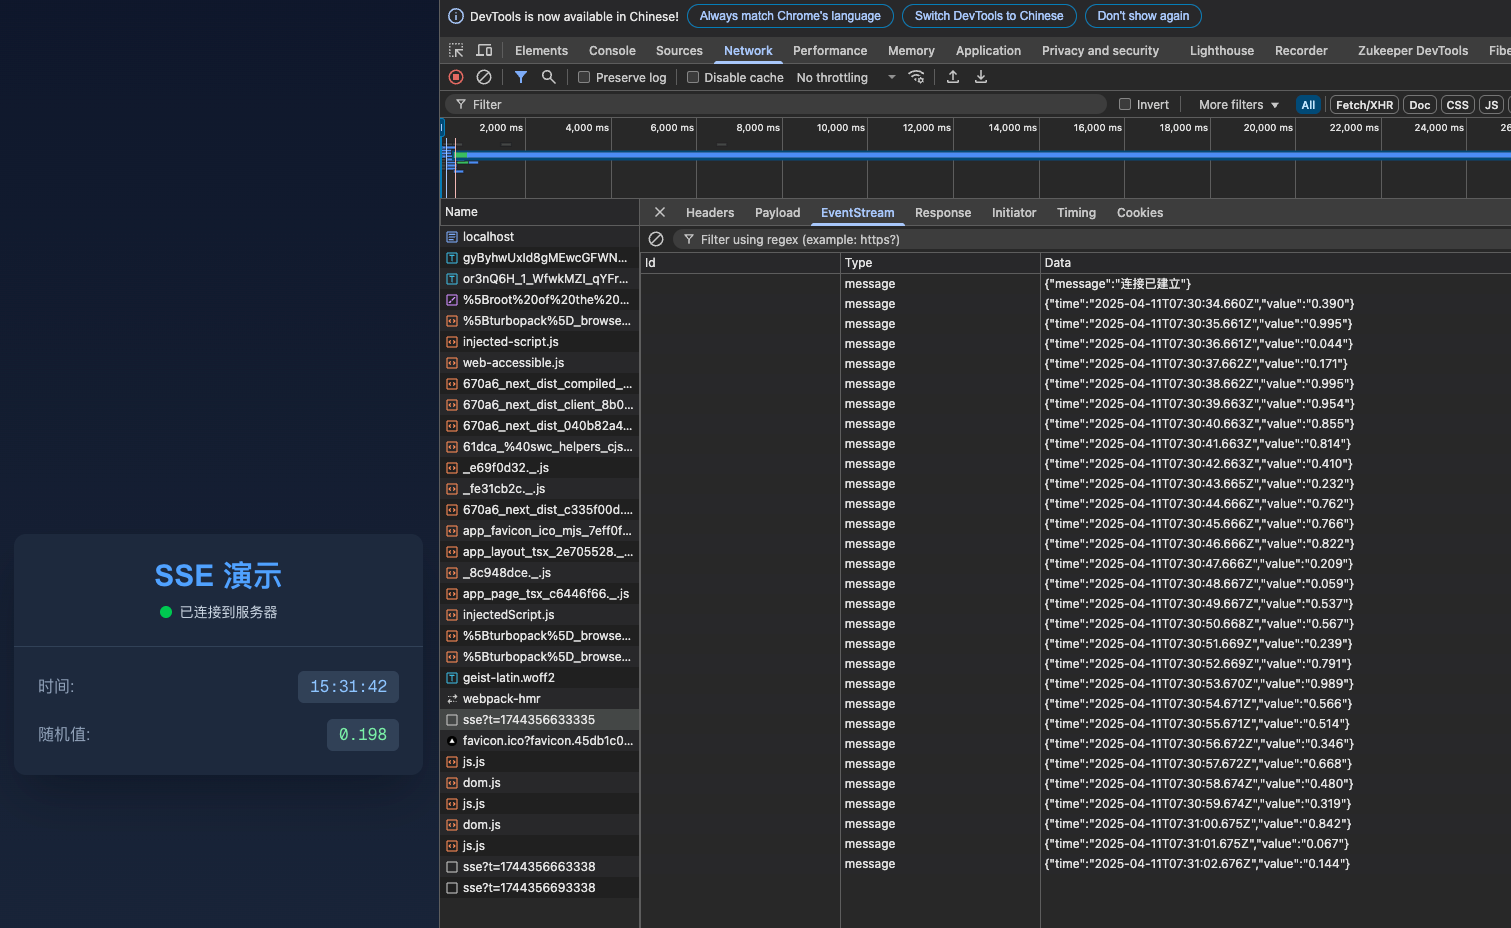 DevTools is now available in Chinese! Always match Chrome's language Switch DevTools to Chinese Don't show again
Elements Console Sources Network Performance Memory Application Privacy and security Lighthouse Recorder Zukeeper DevTools Fibe
Preserve log Disable cache No throttling
Filter Invert More filters All Fetch/XHR Doc CSS JS
2,000 ms 4,000 ms 6,000 ms 8,000 ms 10,000 ms 12,000 ms 14,000 ms 16,000 ms 18,000 ms 20,000 ms 22,000 ms 24,000 ms 26
Name
localhost
gyByhwUxId8gMEwcGFWN...
or3nQ6H_1_WfwkMZI_qYFr...
%5Broot%20of%20the%20...
%5Bturbopack%5D_browse...
injected-script.js
web-accessible.js
670a6_next_dist_compiled_...
670a6_next_dist_client_8b0...
670a6_next_dist_040b82a4...
61dca_%40swc_helpers_cjs...
_e69f0d32._.js
_fe31cb2c._.js
670a6_next_dist_c335f00d....
app_favicon_ico_mjs_7eff0f...
app_layout_tsx_2e705528._...
_8c948dce._.js
app_page_tsx_c6446f66._.js
injectedScript.js
%5Bturbopack%5D_browse...
%5Bturbopack%5D_browse...
geist-latin.woff2
webpack-hmr
sse?t=1744356633335
favicon.ico?favicon.45db1c0...
js.js
dom.js
js.js
dom.js
js.js
sse?t=1744356663338
sse?t=1744356693338
Headers Payload EventStream Response Initiator Timing Cookies
Filter using regex (example: https?)
Id Type Data
message {"message":"连接已建立"}
message {"time":"2025-04-11T07:30:34.660Z","value":"0.390"}
message {"time":"2025-04-11T07:30:35.661Z","value":"0.995"}
message {"time":"2025-04-11T07:30:36.661Z","value":"0.044"}
message {"time":"2025-04-11T07:30:37.662Z","value":"0.171"}
message {"time":"2025-04-11T07:30:38.662Z","value":"0.995"}
message {"time":"2025-04-11T07:30:39.663Z","value":"0.954"}
message {"time":"2025-04-11T07:30:40.663Z","value":"0.855"}
message {"time":"2025-04-11T07:30:41.663Z","value":"0.814"}
message {"time":"2025-04-11T07:30:42.663Z","value":"0.410"}
message {"time":"2025-04-11T07:30:43.665Z","value":"0.232"}
message {"time":"2025-04-11T07:30:44.666Z","value":"0.762"}
message {"time":"2025-04-11T07:30:45.666Z","value":"0.766"}
message {"time":"2025-04-11T07:30:46.666Z","value":"0.822"}
message {"time":"2025-04-11T07:30:47.666Z","value":"0.209"}
message {"time":"2025-04-11T07:30:48.667Z","value":"0.059"}
message {"time":"2025-04-11T07:30:49.667Z","value":"0.537"}
message {"time":"2025-04-11T07:30:50.668Z","value":"0.567"}
message {"time":"2025-04-11T07:30:51.669Z","value":"0.239"}
message {"time":"2025-04-11T07:30:52.669Z","value":"0.791"}
message {"time":"2025-04-11T07:30:53.670Z","value":"0.989"}
message {"time":"2025-04-11T07:30:54.671Z","value":"0.566"}
message {"time":"2025-04-11T07:30:55.671Z","value":"0.514"}
message {"time":"2025-04-11T07:30:56.672Z","value":"0.346"}
message {"time":"2025-04-11T07:30:57.672Z","value":"0.668"}
message {"time":"2025-04-11T07:30:58.674Z","value":"0.480"}
message {"time":"2025-04-11T07:30:59.674Z","value":"0.319"}
message {"time":"2025-04-11T07:31:00.675Z","value":"0.842"}
message {"time":"2025-04-11T07:31:01.675Z","value":"0.067"}
message {"time":"2025-04-11T07:31:02.676Z","value":"0.144"}
SSE 演示
已连接到服务器
时间: 15:31:42
随机值: 0.198